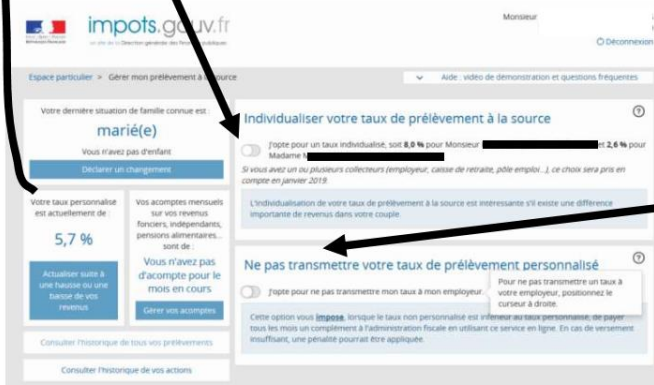 impots.gouv.fr
un site de la Direction générale des Finances publiques
Monsieur
Déconnexion
Espace particulier > Gérer mon prélèvement à la source
Aide : vidéo de démonstration et questions fréquentes
Votre dernière situation
de famille connue est :
marié(e)
Vous n'avez pas d'enfant
Déclarer un changement
Votre taux personnalisé
est actuellement de :
5,7 %
Actualiser suite à
une hausse ou une
baisse de vos
revenus
Vos acomptes mensuels
sur vos revenus
fonciers, indépendants,
pensions alimentaires...
sont de :
Vous n'avez pas
d'acompte pour le
mois en cours
Gérer vos acomptes
Consulter l'historique de tous vos prélèvements
Consulter l'historique de vos actions
Individualiser votre taux de prélèvement à la source
?
J'opte pour un taux individualisé, soit 8,0 % pour Monsieur et 2,6 % pour
Madame M
Si vous avez un ou plusieurs collecteurs (employeur, caisse de retraite, pôle emploi...), ce choix sera pris en
compte en janvier 2019.
L'individualisation de votre taux de prélèvement à la source est intéressante s'il existe une différence
importante de revenus dans votre couple.
Ne pas transmettre votre taux de prélèvement personnalisé
?
J'opte pour ne pas transmettre mon taux à mon employeur.
Pour ne pas transmettre un taux à
votre employeur, positionnez le
curseur à droite.
Cette option vous impose, lorsque le taux non personnalisé est inférieur au taux personnalisé, de payer
tous les mois un complément à l'administration fiscale en utilisant ce service en ligne. En cas de versement
insuffisant, une pénalité pourrait être appliquée.